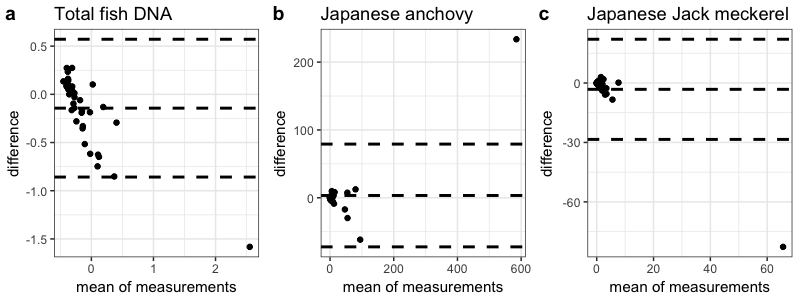 a Total fish DNA
0.5
0.0
-0.5
-1.0
-1.5
difference
0 1 2
mean of measurements
b Japanese anchovy
200
100
0
difference
0 200 400 600
mean of measurements
c Japanese Jack meckerel
0
-30
-60
difference
0 20 40 60
mean of measurements